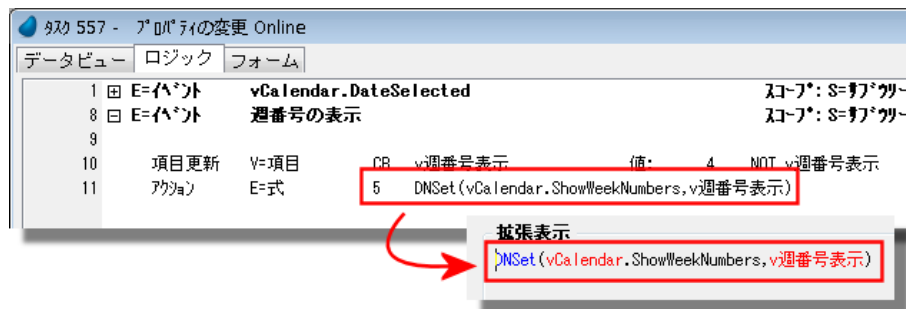 タスク 557 - プロパティの変更 Online
データビュー ロジック フォーム
1 E=イベント vCalendar.DateSelected スコープ: S=サブツリー
8 E=イベント 週番号の表示 スコープ: S=サブツリー
9
10 項目更新 V=項目 CB v週番号表示 値: 4 NOT v週番号表示
11 アクション E=式 5 DNSet(vCalendar.ShowWeekNumbers,v週番号表示)
拡張表示
DNSet(vCalendar.ShowWeekNumbers,v週番号表示)